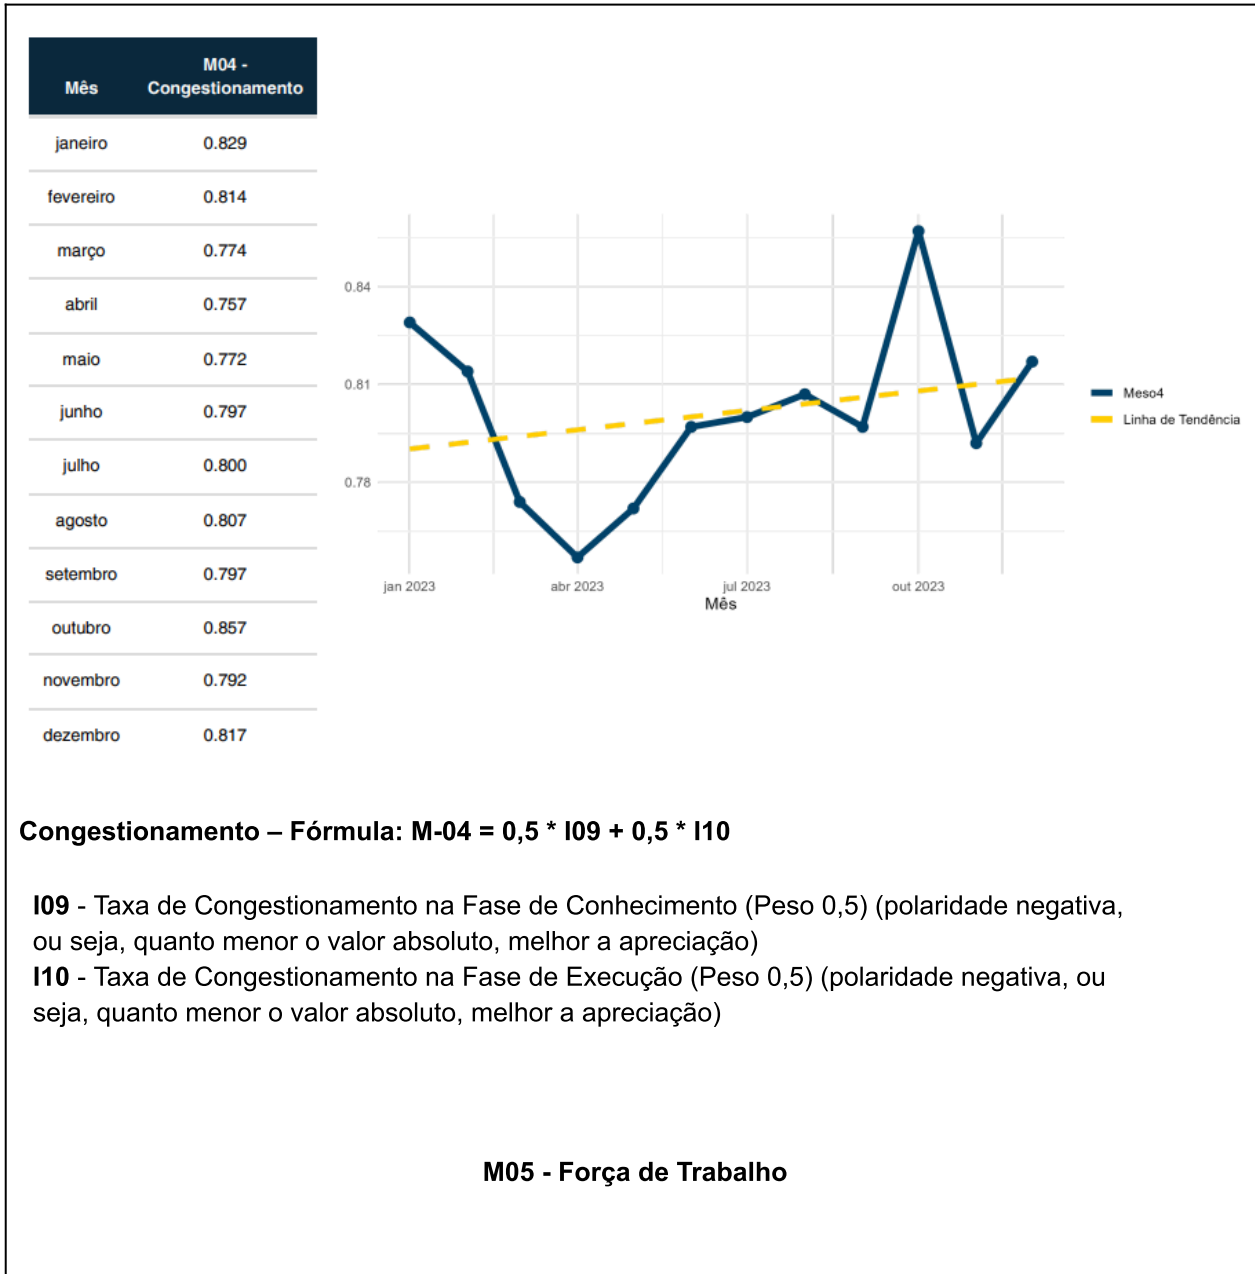 Mês M04 - Congestionamento
janeiro 0.829
fevereiro 0.814
março 0.774
abril 0.757
maio 0.772
junho 0.797
julho 0.800
agosto 0.807
setembro 0.797
outubro 0.857
novembro 0.792
dezembro 0.817
0.84
0.81
0.78
jan 2023 abr 2023 jul 2023 out 2023
Mês
Meso4
Linha de Tendência
Congestionamento – Fórmula: M-04 = 0,5 * I09 + 0,5 * I10
I09 - Taxa de Congestionamento na Fase de Conhecimento (Peso 0,5) (polaridade negativa,
ou seja, quanto menor o valor absoluto, melhor a apreciação)
I10 - Taxa de Congestionamento na Fase de Execução (Peso 0,5) (polaridade negativa, ou
seja, quanto menor o valor absoluto, melhor a apreciação)
M05 - Força de Trabalho